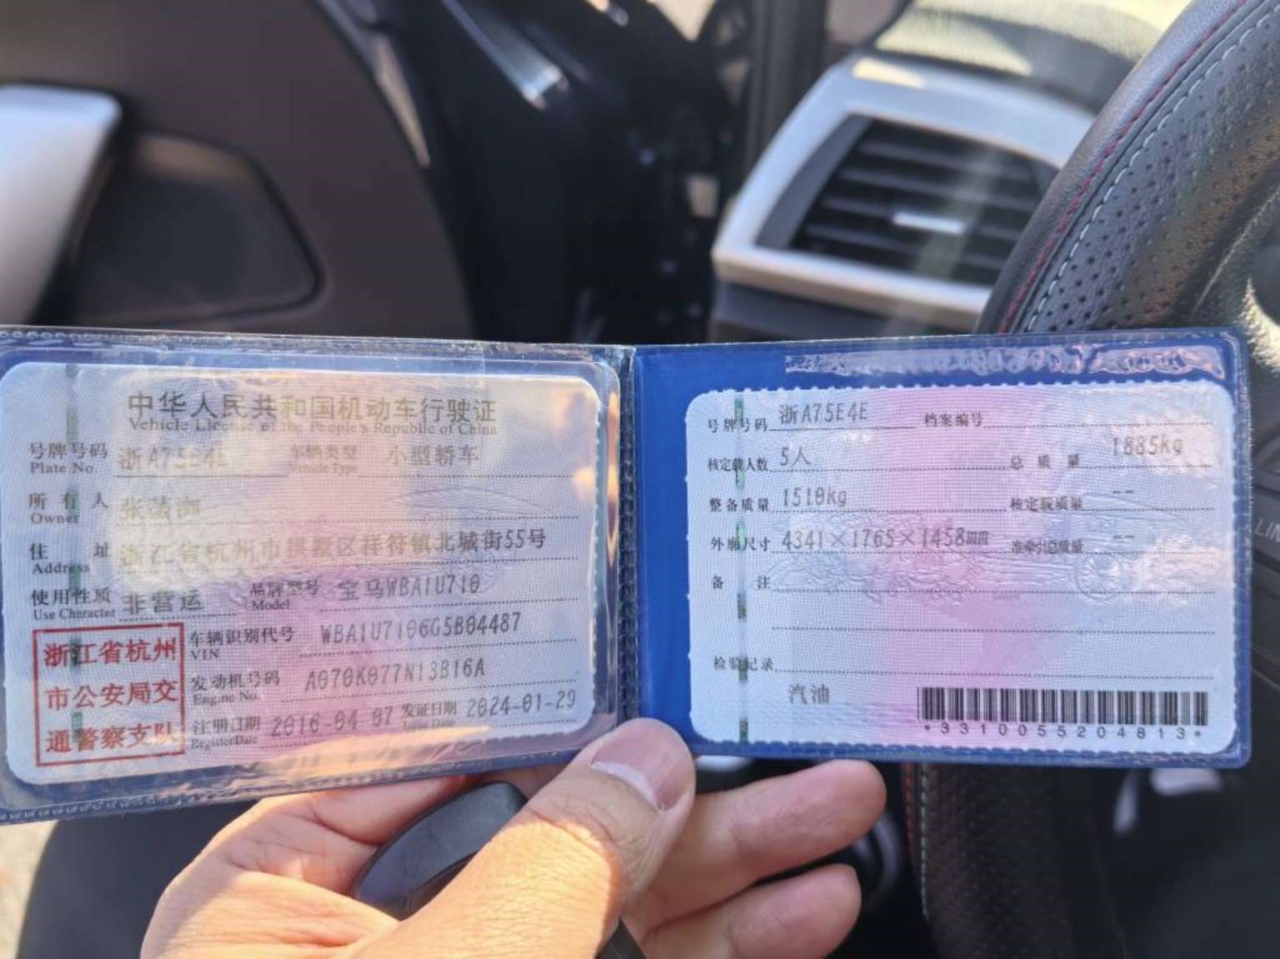 中华人民共和国机动车行驶证
Vehicle License of the People's Republic of China
号牌号码 浙A75E4E 车辆类型 小型轿车
Plate No. Vehicle Type
所有人 张
Owner
住址 浙江省杭州市拱墅区祥符镇北城街55号
Address
使用性质 非营运 品牌型号 宝马WBA1U710
Use Character Model
浙江省杭州
市公安局交
通警察支队
车辆识别代号 WBA1U7106G5B04487
VIN
发动机号码 A070K077N13B16A
Engine No.
注册日期 2016-04-07 发证日期 2024-01-29
Register Date Issue Date
号牌号码 浙A75E4E 档案编号
核定载人数 5人 总质量 1885kg
整备质量 1510kg 核定载质量 --
外廓尺寸 4341×1765×1458mm 准牵引总质量 --
备注
检验记录
汽油
*3310055204813*